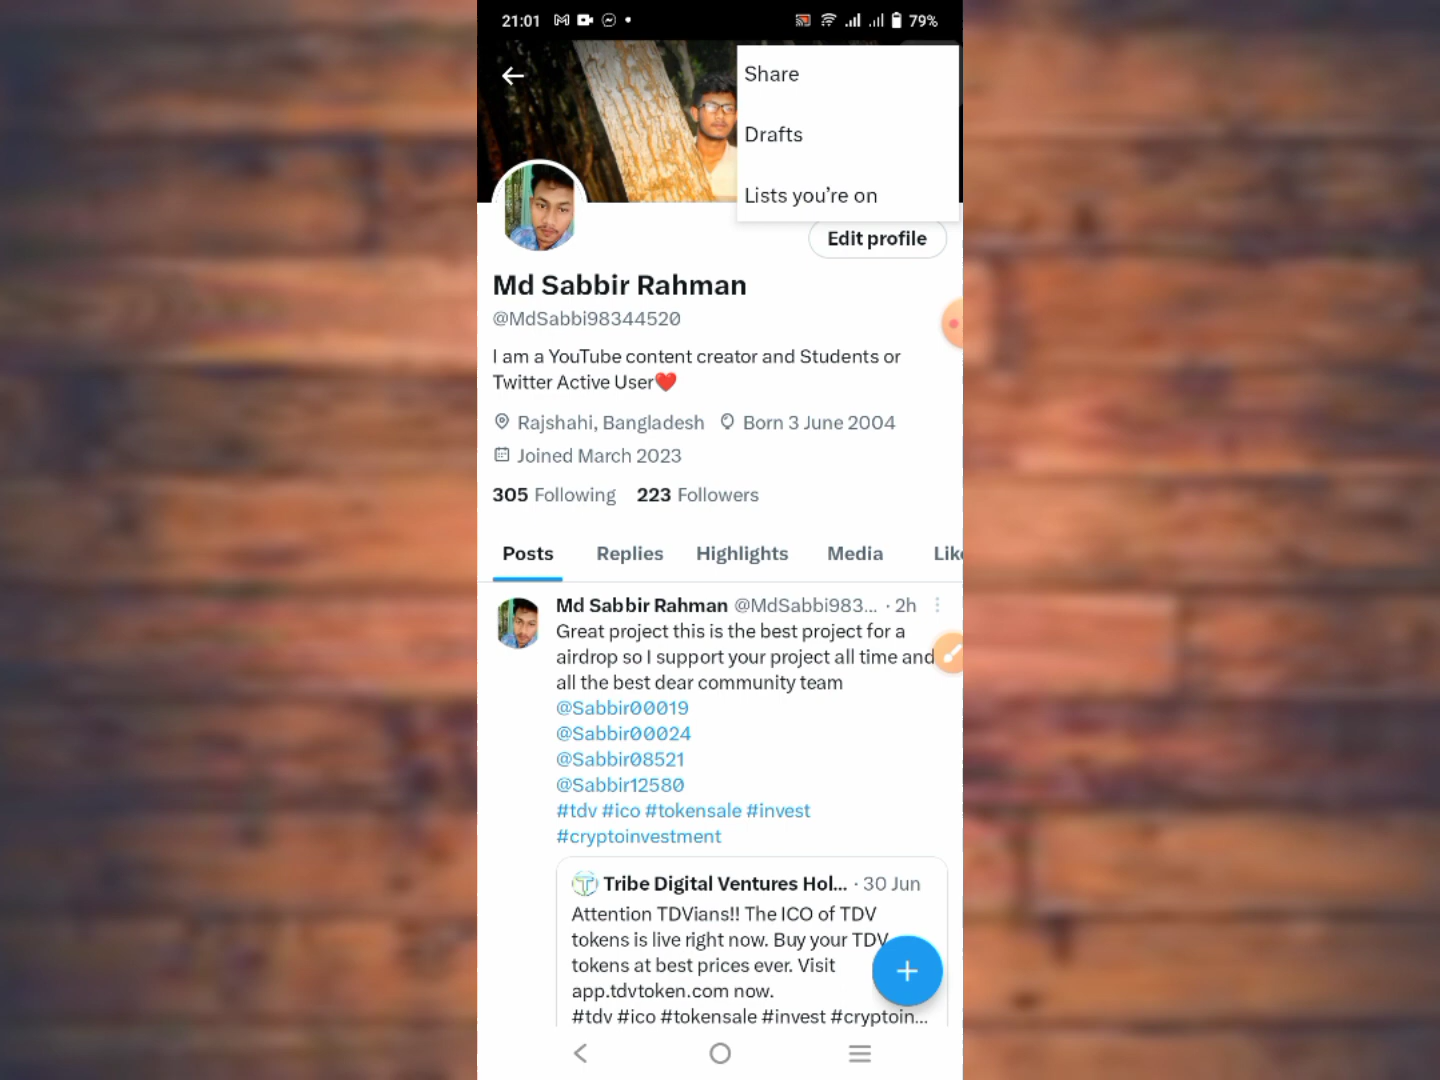 21:01
79%
Share
Drafts
Lists you’re on
Edit profile
Md Sabbir Rahman
@MdSabbi98344520
I am a YouTube content creator and Students or
Twitter Active User❤️
Rajshahi, Bangladesh Born 3 June 2004
Joined March 2023
305 Following 223 Followers
Posts Replies Highlights Media Like
Md Sabbir Rahman @MdSabbi983... · 2h
Great project this is the best project for a
airdrop so I support your project all time and
all the best dear community team
@Sabbir00019
@Sabbir00024
@Sabbir08521
@Sabbir12580
#tdv #ico #tokensale #invest
#cryptoinvestment
Tribe Digital Ventures Hol... · 30 Jun
Attention TDVians!! The ICO of TDV
tokens is live right now. Buy your TDV
tokens at best prices ever. Visit
app.tdvtoken.com now.
#tdv #ico #tokensale #invest #cryptoin...